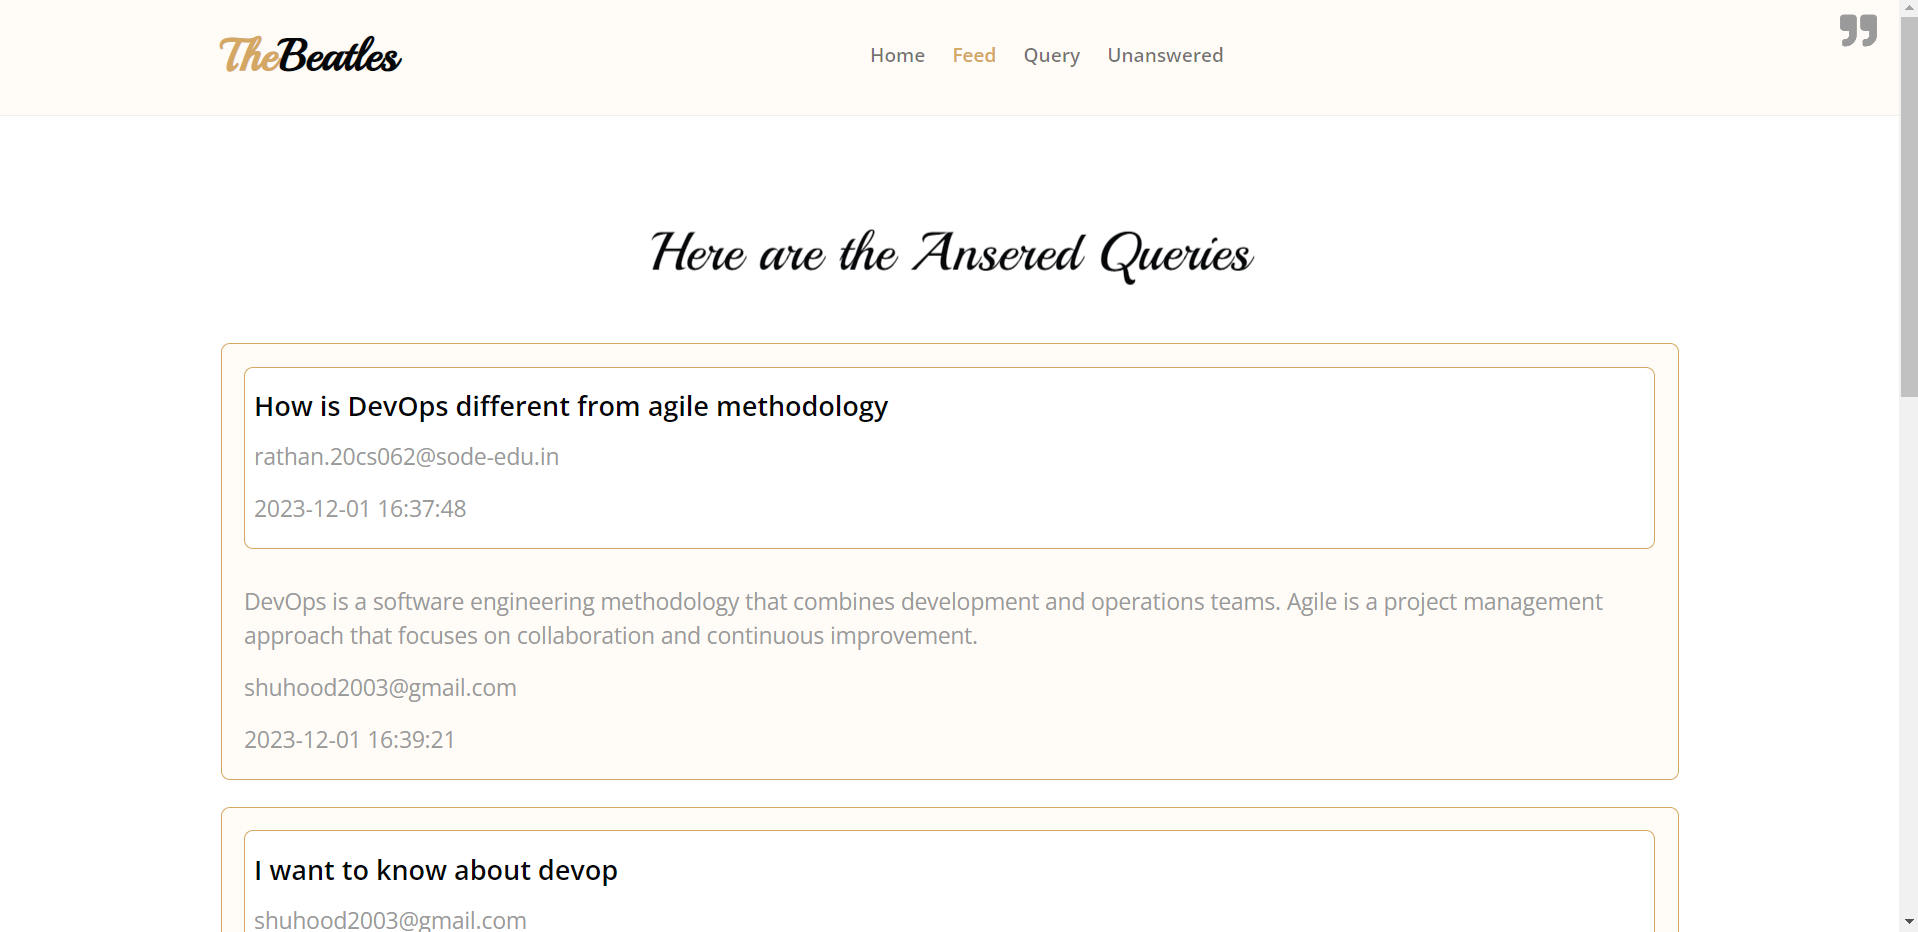 TheBeatles
Home Feed Query Unanswered
Here are the Ansered Queries
How is DevOps different from agile methodology
rathan.20cs062@sode-edu.in
2023-12-01 16:37:48
DevOps is a software engineering methodology that combines development and operations teams. Agile is a project management
approach that focuses on collaboration and continuous improvement.
shuhood2003@gmail.com
2023-12-01 16:39:21
I want to know about devop
shuhood2003@gmail.com